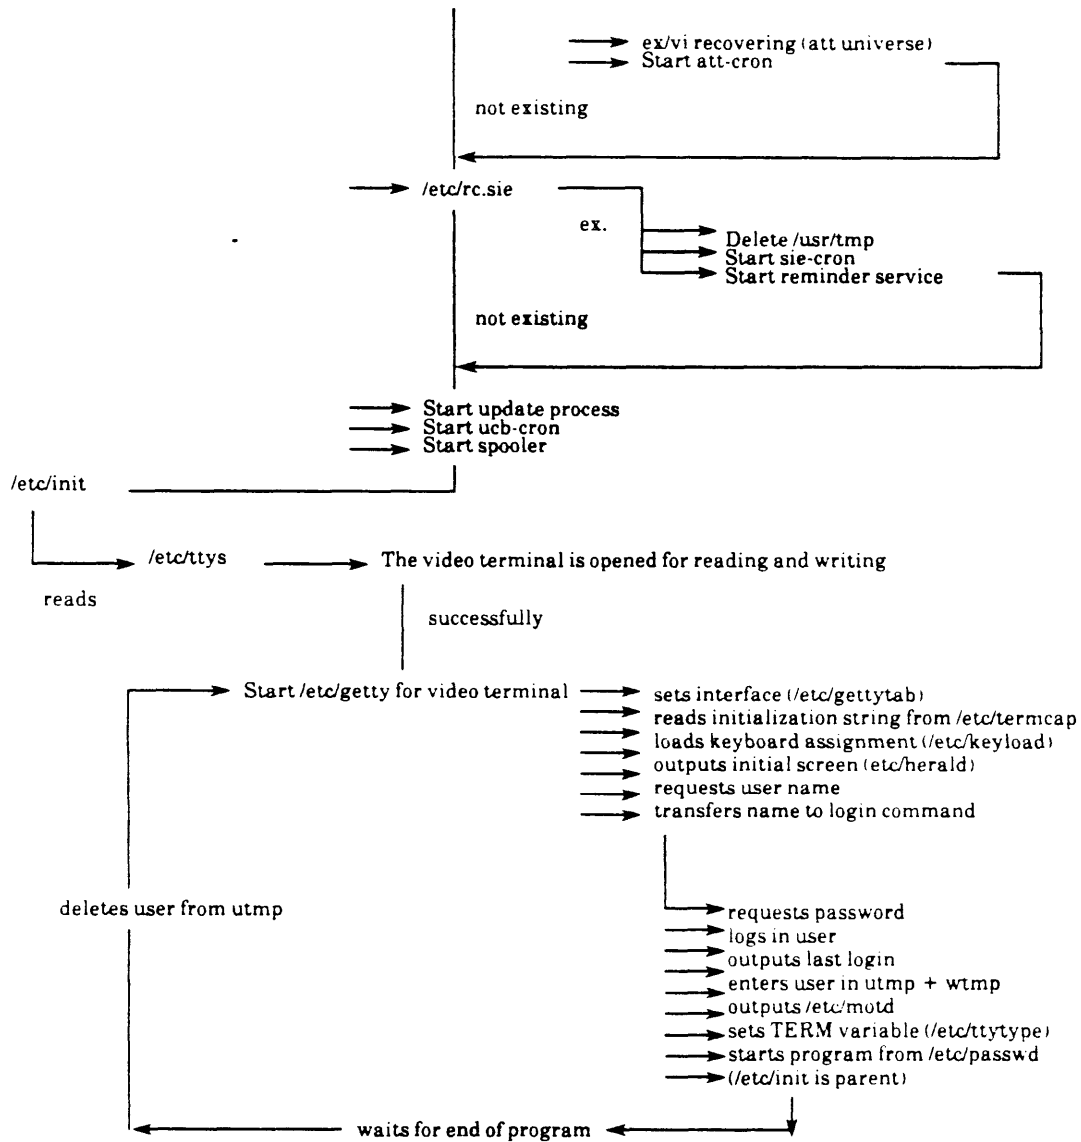 ex/vi recovering (att universe)
Start att-cron
not existing
/etc/rc.sie
ex.
Delete /usr/tmp
Start sie-cron
Start reminder service
not existing
Start update process
Start ucb-cron
Start spooler
/etc/init
/etc/ttys
The video terminal is opened for reading and writing
reads
successfully
Start /etc/getty for video terminal
sets interface (/etc/gettytab)
reads initialization string from /etc/termcap
loads keyboard assignment (/etc/keyload)
outputs initial screen (etc/herald)
requests user name
transfers name to login command
deletes user from utmp
requests password
logs in user
outputs last login
enters user in utmp + wtmp
outputs /etc/motd
sets TERM variable (/etc/ttytype)
starts program from /etc/passwd
(/etc/init is parent)
waits for end of program